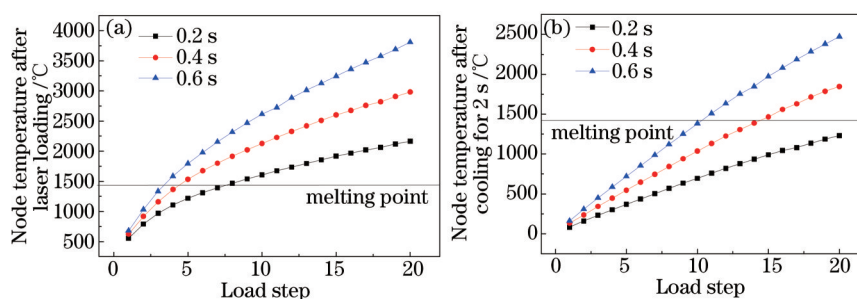 (a)
0.2 s
0.4 s
0.6 s
melting point
Node temperature after
laser loading /℃
4000
3500
3000
2500
2000
1500
1000
500
0
5
10
15
20
Load step
(b)
0.2 s
0.4 s
0.6 s
melting point
Node temperature after
cooling for 2 s /℃
2500
2000
1500
1000
500
0
0
5
10
15
20
Load step